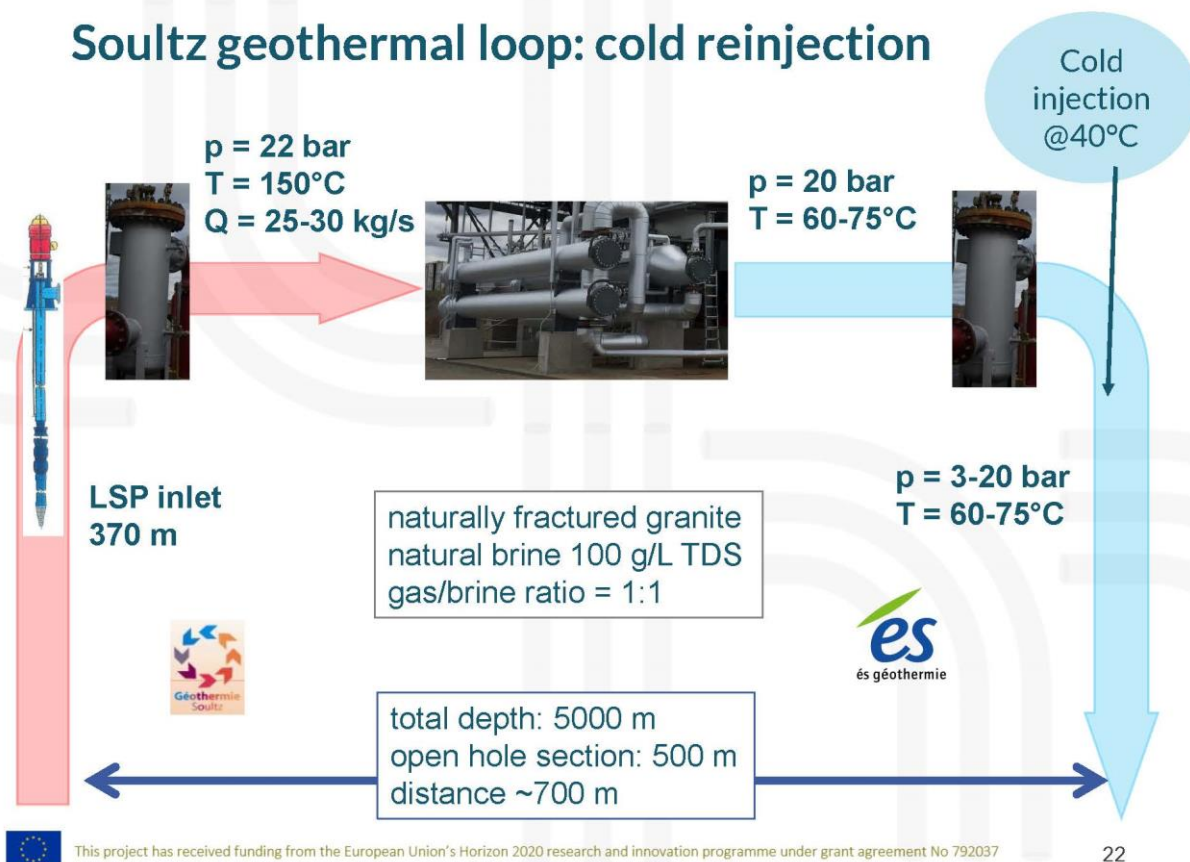 Soultz geothermal loop: cold reinjection
Cold
injection
@40°C
p = 22 bar
T = 150°C
Q = 25-30 kg/s
p = 20 bar
T = 60-75°C
LSP inlet
370 m
naturally fractured granite
natural brine 100 g/L TDS
gas/brine ratio = 1:1
p = 3-20 bar
T = 60-75°C
Géothermie
Soultz
és
és géothermie
total depth: 5000 m
open hole section: 500 m
distance ~700 m
This project has received funding from the European Union's Horizon 2020 research and innovation programme under grant agreement No 792037
22